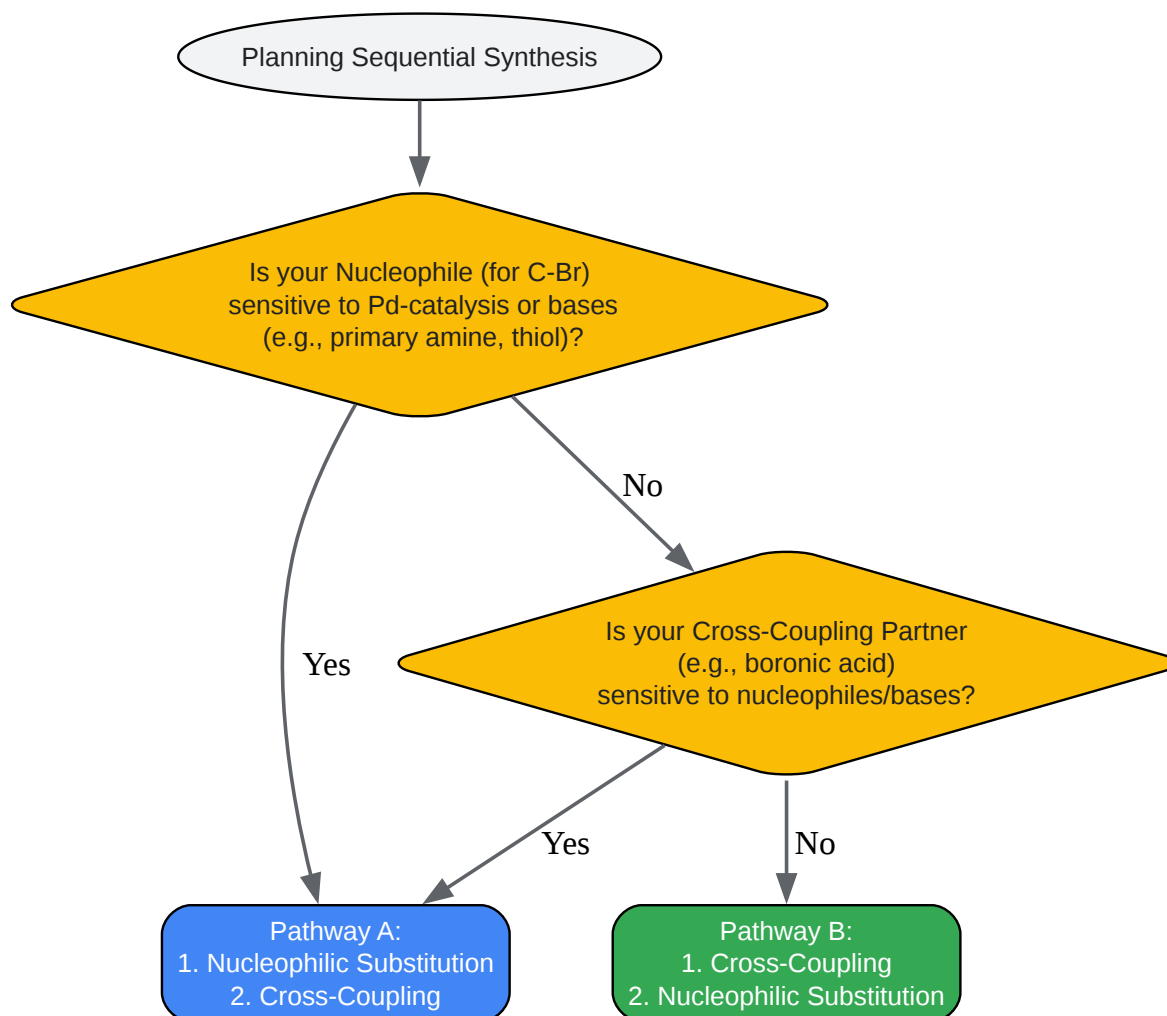 Planning Sequential Synthesis
Is your Nucleophile (for C-Br)
sensitive to Pd-catalysis or bases
(e.g., primary amine, thiol)?
No
Is your Cross-Coupling Partner
(e.g., boronic acid)
sensitive to nucleophiles/bases?
Yes
Yes
No
Pathway A:
1. Nucleophilic Substitution
2. Cross-Coupling
Pathway B:
1. Cross-Coupling
2. Nucleophilic Substitution